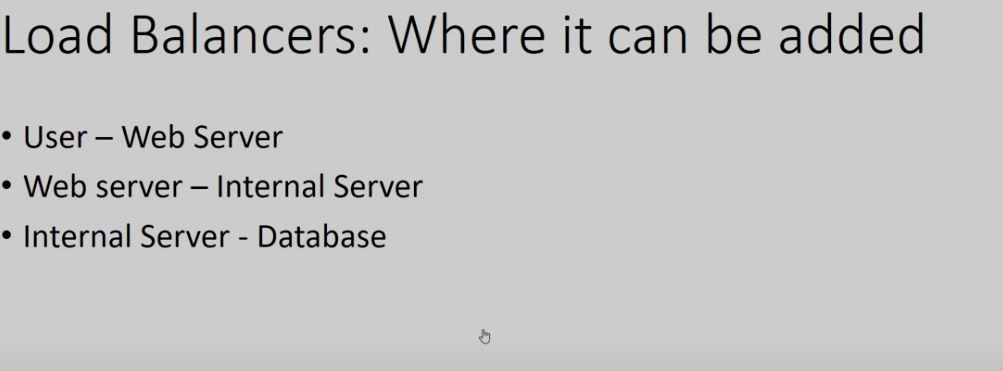 Load Balancers: Where it can be added
• User – Web Server
• Web server – Internal Server
• Internal Server - Database